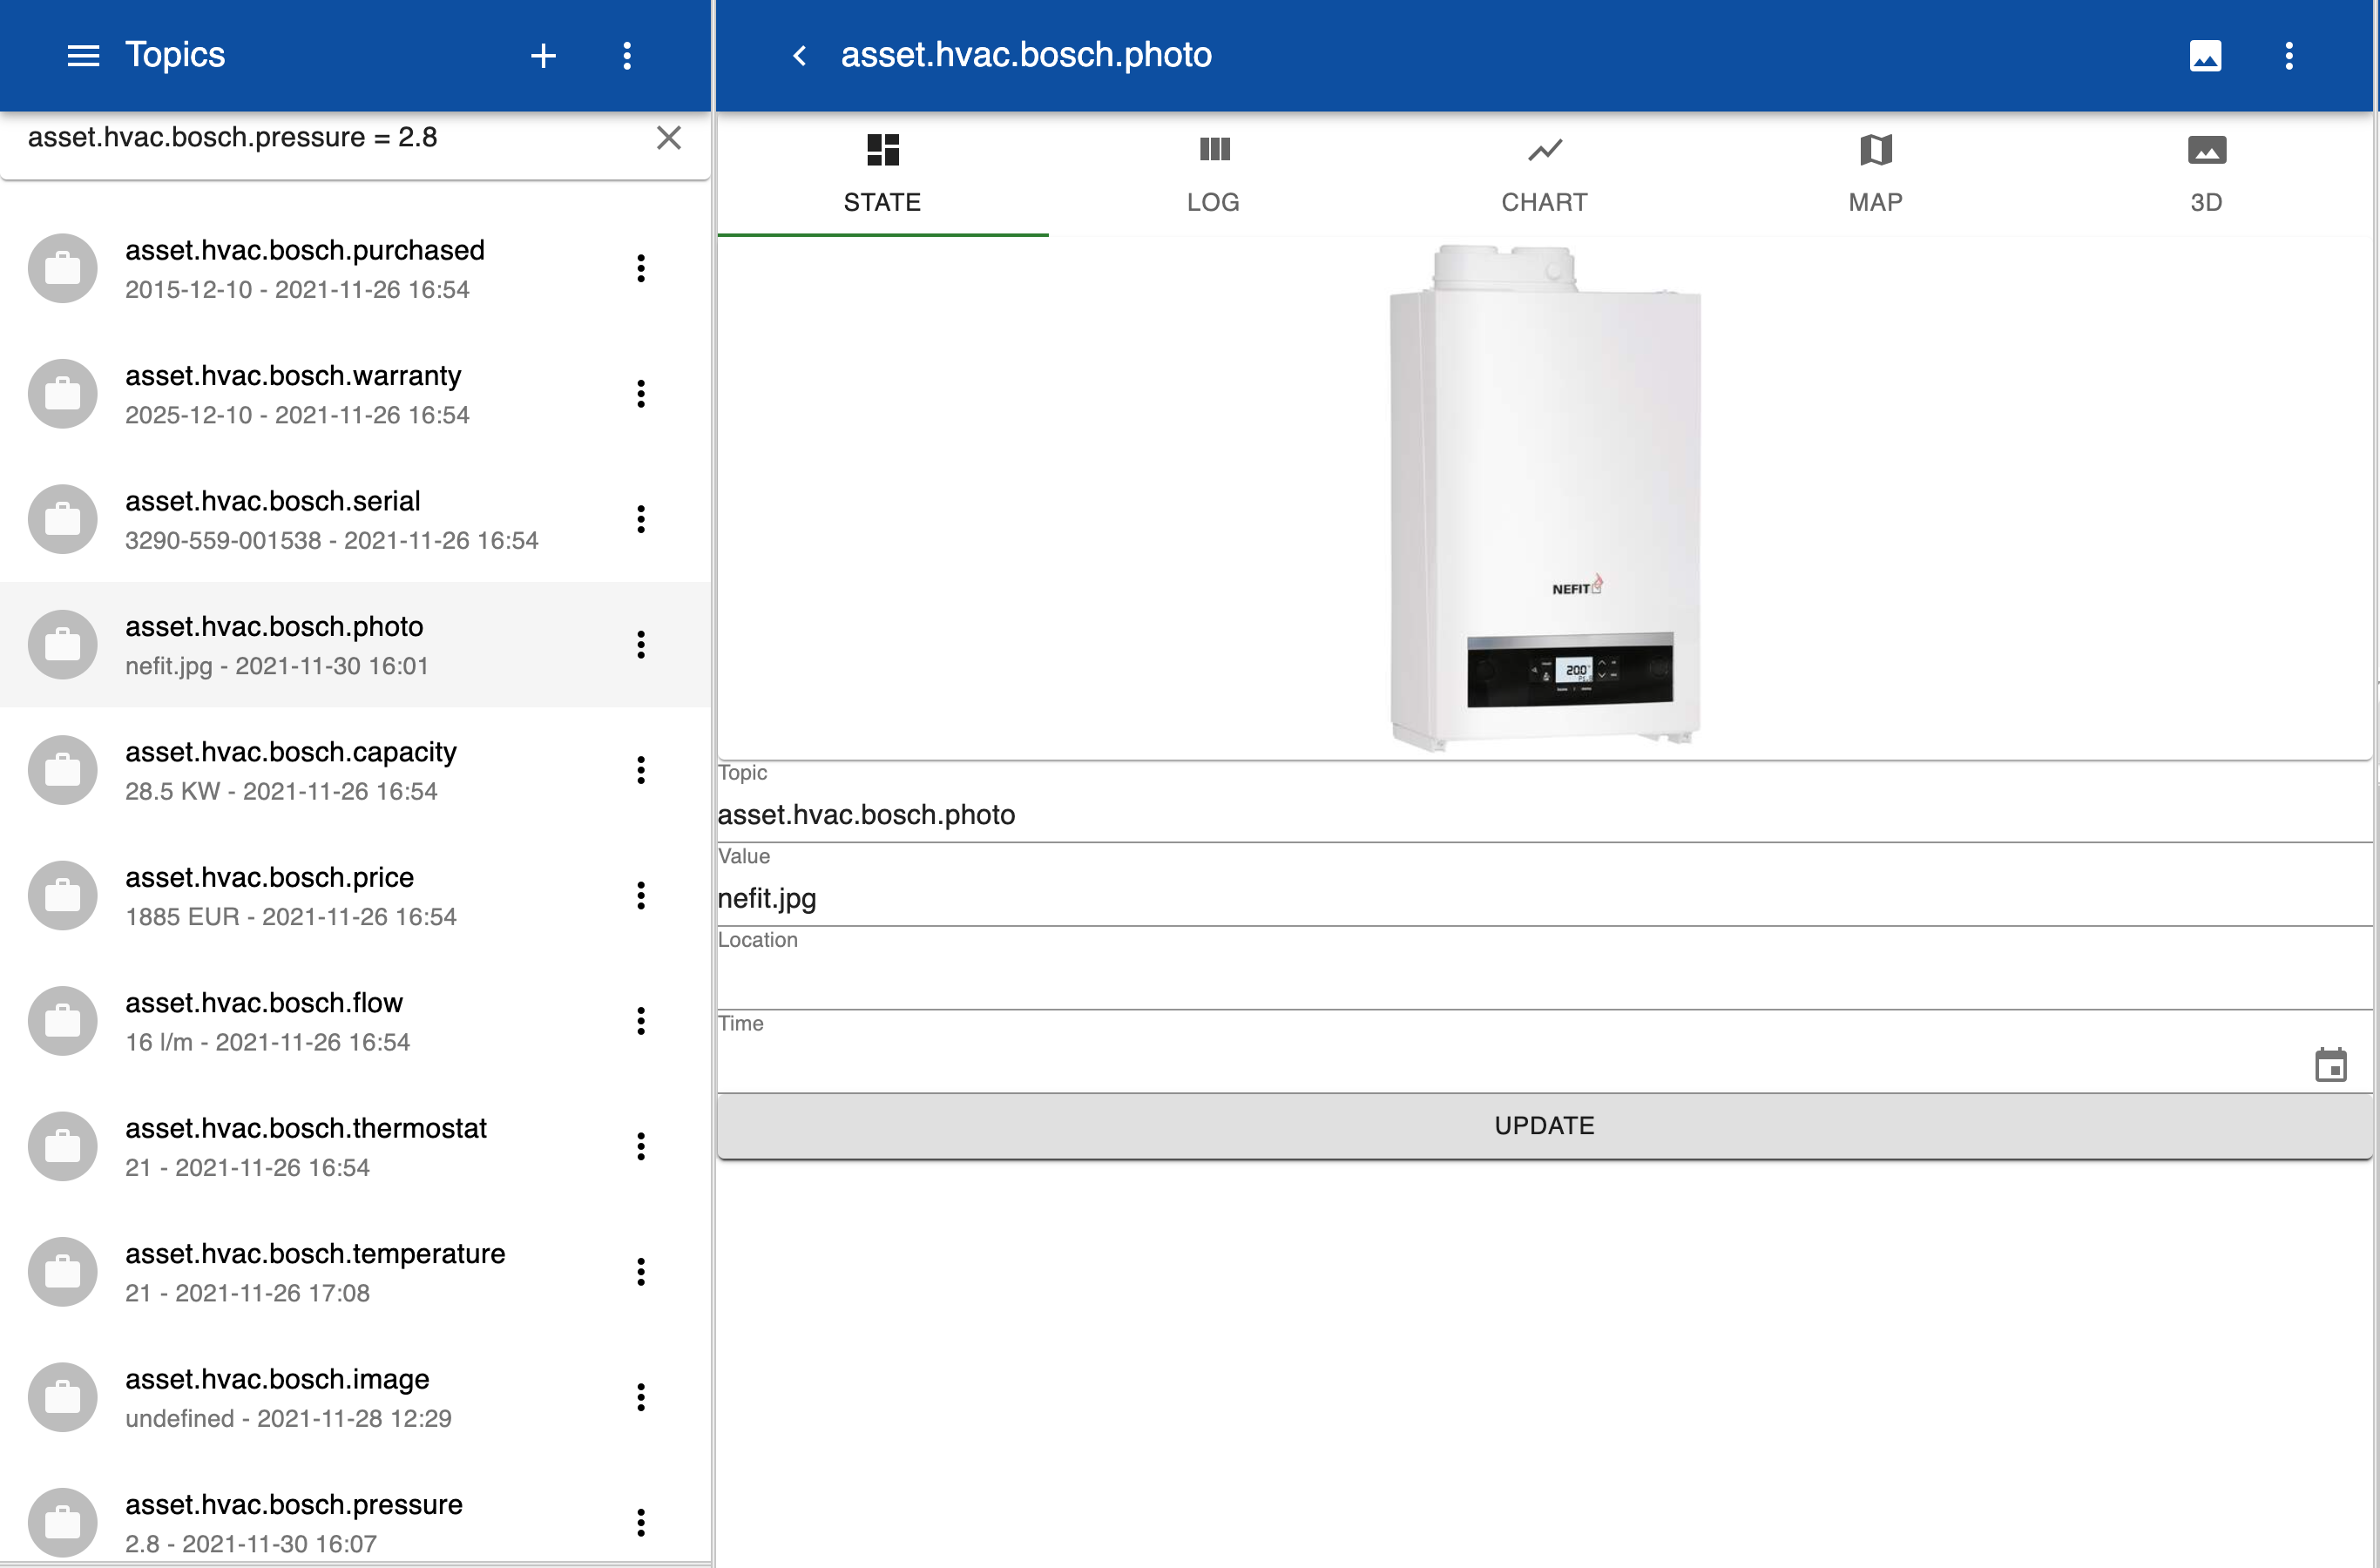 Topics
asset.hvac.bosch.pressure = 2.8
asset.hvac.bosch.purchased
2015-12-10 - 2021-11-26 16:54
asset.hvac.bosch.warranty
2025-12-10 - 2021-11-26 16:54
asset.hvac.bosch.serial
3290-559-001538 - 2021-11-26 16:54
asset.hvac.bosch.photo
nefit.jpg - 2021-11-30 16:01
asset.hvac.bosch.capacity
28.5 KW - 2021-11-26 16:54
asset.hvac.bosch.price
1885 EUR - 2021-11-26 16:54
asset.hvac.bosch.flow
16 l/m - 2021-11-26 16:54
asset.hvac.bosch.thermostat
21 - 2021-11-26 16:54
asset.hvac.bosch.temperature
21 - 2021-11-26 17:08
asset.hvac.bosch.image
undefined - 2021-11-28 12:29
asset.hvac.bosch.pressure
2.8 - 2021-11-30 16:07
asset.hvac.bosch.photo
STATE LOG CHART MAP 3D
NEFIT
Topic
asset.hvac.bosch.photo
Value
nefit.jpg
Location
Time
UPDATE